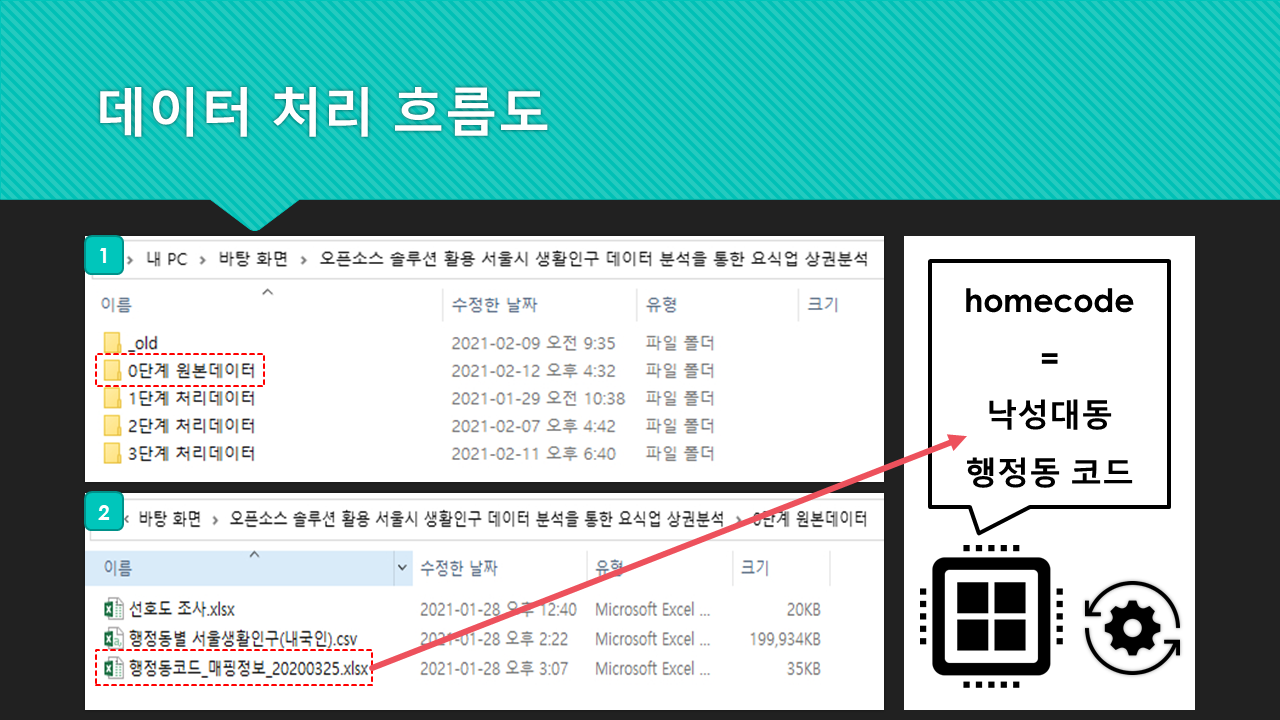 데이터 처리 흐름도
1
› 내 PC › 바탕 화면 › 오픈소스 솔루션 활용 서울시 생활인구 데이터 분석을 통한 요식업 상권분석
이름 수정한 날짜 유형 크기
_old 2021-02-09 오전 9:35 파일 폴더
0단계 원본데이터 2021-02-12 오후 4:32 파일 폴더
1단계 처리데이터 2021-01-29 오전 10:38 파일 폴더
2단계 처리데이터 2021-02-07 오후 4:42 파일 폴더
3단계 처리데이터 2021-02-11 오후 6:40 파일 폴더
2
‹ 바탕 화면 › 오픈소스 솔루션 활용 서울시 생활인구 데이터 분석을 통한 요식업 상권분석 › 0단계 원본데이터
이름 수정한 날짜 유형 크기
선호도 조사.xlsx 2021-01-28 오후 12:40 Microsoft Excel ... 20KB
행정동별 서울생활인구(내국인).csv 2021-01-28 오후 2:22 Microsoft Excel ... 199,934KB
행정동코드_매핑정보_20200325.xlsx 2021-01-28 오후 3:07 Microsoft Excel ... 35KB
homecode
=
낙성대동
행정동 코드